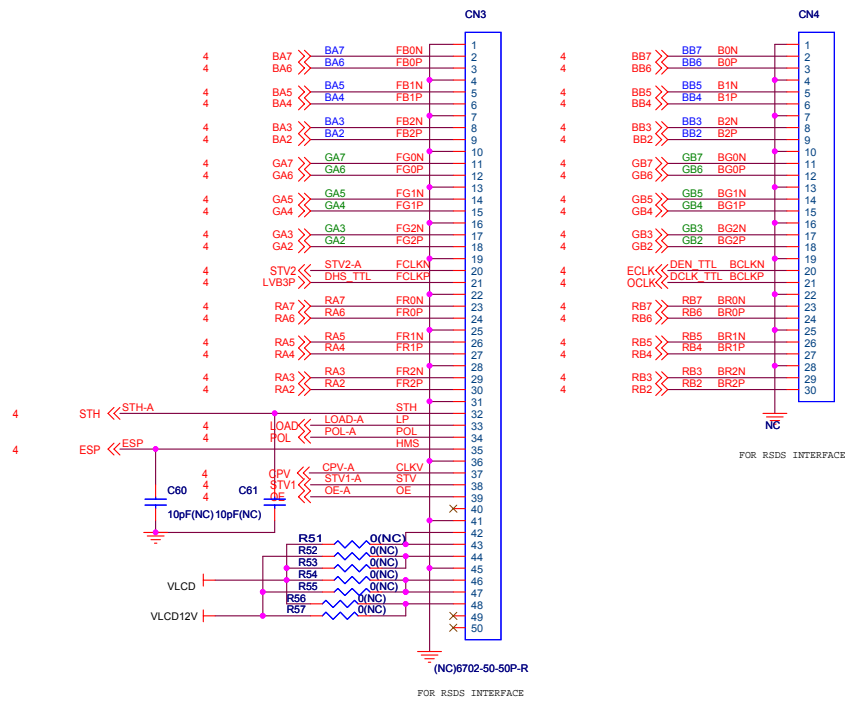 CN3
CN4
1
4 BA7 BA7 FB0N 2
4 BA6 BA6 FB0P 3
4
4 BA5 BA5 FB1N 5
4 BA4 BA4 FB1P 6
7
4 BA3 BA3 FB2N 8
4 BA2 BA2 FB2P 9
10
4 GA7 GA7 FG0N 11
4 GA6 GA6 FG0P 12
13
4 GA5 GA5 FG1N 14
4 GA4 GA4 FG1P 15
16
4 GA3 GA3 FG2N 17
4 GA2 GA2 FG2P 18
19
4 STV2 STV2-A FCLKN 20
4 LVB3P DHS_TTL FCLKP 21
22
4 RA7 RA7 FR0N 23
4 RA6 RA6 FR0P 24
25
4 RA5 RA5 FR1N 26
4 RA4 RA4 FR1P 27
28
4 RA3 RA3 FR2N 29
4 RA2 RA2 FR2P 30
31
4 STH STH-A STH 32
4 LOAD LOAD-A LP 33
4 POL POL-A POL 34
4 ESP ESP HMS 35
36
4 CPV CPV-A CLKV 37
4 STV1 STV1-A STV 38
4 OE OE-A OE 39
40
41
42
43
44
45
46
47
48
49
50
C60
10pF(NC)
C61
10pF(NC)
R51 0(NC)
R52 0(NC)
R53 0(NC)
R54 0(NC)
R55 0(NC)
R56 0(NC)
R57 0(NC)
VLCD
VLCD12V
(NC)6702-50-50P-R
FOR RSDS INTERFACE
1
4 BB7 BB7 B0N 2
4 BB6 BB6 B0P 3
4
4 BB5 BB5 B1N 5
4 BB4 BB4 B1P 6
7
4 BB3 BB3 B2N 8
4 BB2 BB2 B2P 9
10
4 GB7 GB7 BG0N 11
4 GB6 GB6 BG0P 12
13
4 GB5 GB5 BG1N 14
4 GB4 GB4 BG1P 15
16
4 GB3 GB3 BG2N 17
4 GB2 GB2 BG2P 18
19
4 ECLK DEN_TTL BCLKN 20
4 OCLK DCLK_TTL BCLKP 21
22
4 RB7 RB7 BR0N 23
4 RB6 RB6 BR0P 24
25
4 RB5 RB5 BR1N 26
4 RB4 RB4 BR1P 27
28
4 RB3 RB3 BR2N 29
4 RB2 RB2 BR2P 30
NC
FOR RSDS INTERFACE